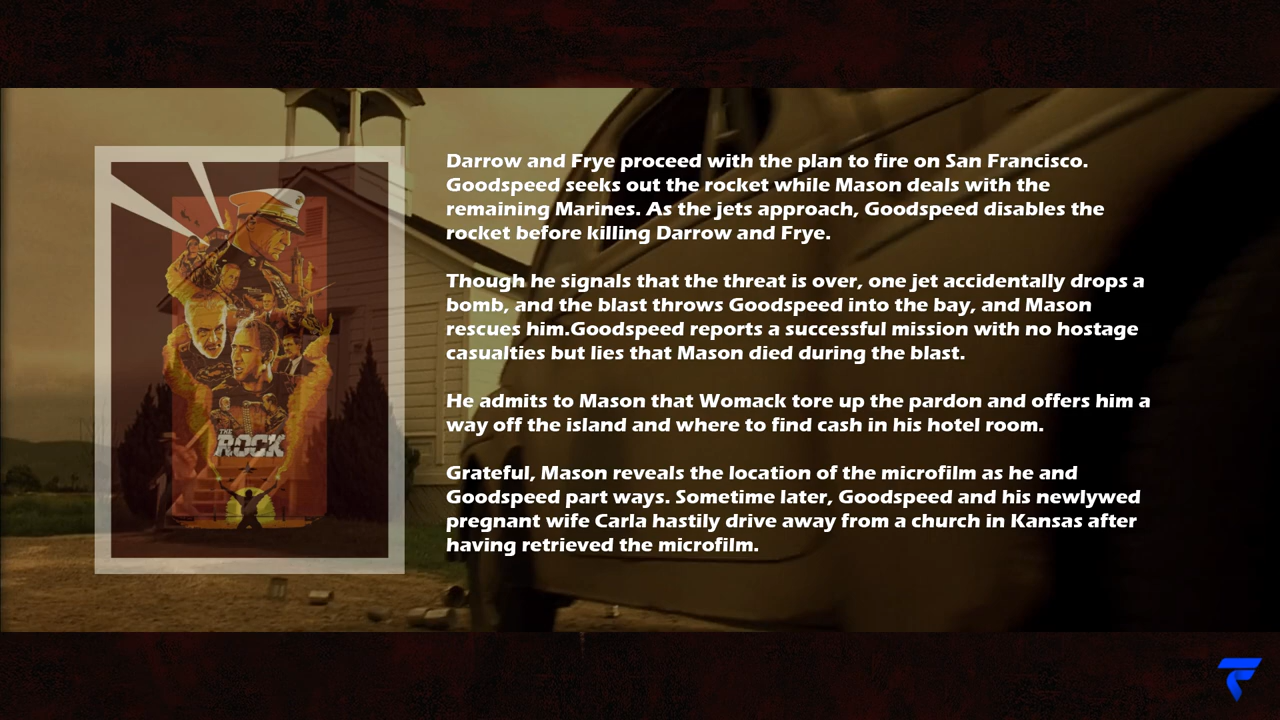 THE
ROCK
Darrow and Frye proceed with the plan to fire on San Francisco.
Goodspeed seeks out the rocket while Mason deals with the
remaining Marines. As the jets approach, Goodspeed disables the
rocket before killing Darrow and Frye.
Though he signals that the threat is over, one jet accidentally drops a
bomb, and the blast throws Goodspeed into the bay, and Mason
rescues him.Goodspeed reports a successful mission with no hostage
casualties but lies that Mason died during the blast.
He admits to Mason that Womack tore up the pardon and offers him a
way off the island and where to find cash in his hotel room.
Grateful, Mason reveals the location of the microfilm as he and
Goodspeed part ways. Sometime later, Goodspeed and his newlywed
pregnant wife Carla hastily drive away from a church in Kansas after
having retrieved the microfilm.